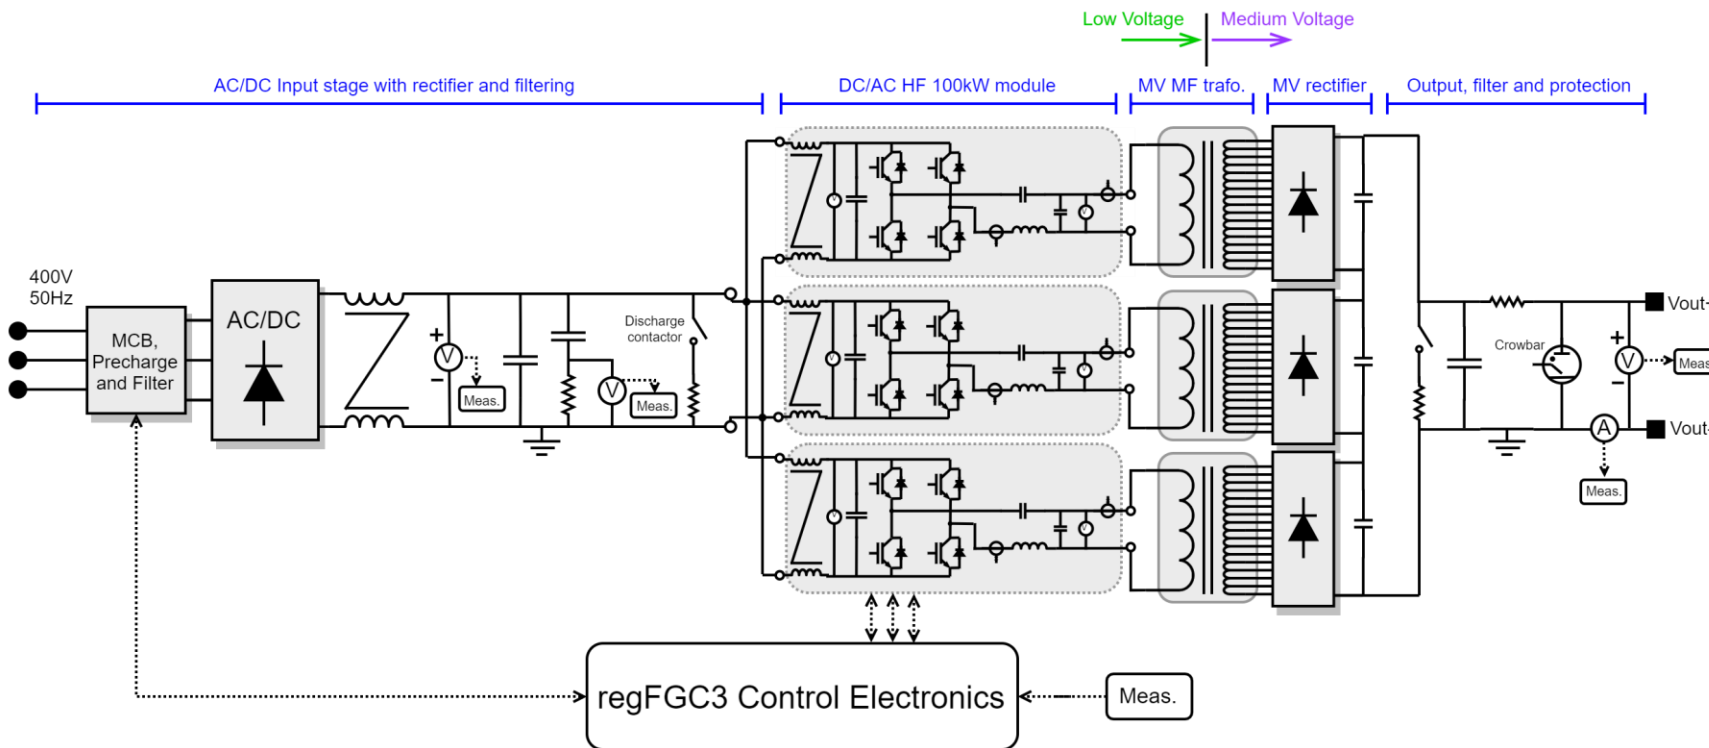 Low Voltage
Medium Voltage
AC/DC Input stage with rectifier and filtering
DC/AC HF 100kW module
MV MF trafo.
MV rectifier
Output, filter and protection
400V
50Hz
MCB,
Precharge
and Filter
AC/DC
+
V
-
Meas.
V
Meas.
Discharge
contactor
V
V
V
V
V
V
Crowbar
Vout+
+
V
-
Meas.
Vout-
A
Meas.
regFGC3 Control Electronics
Meas.